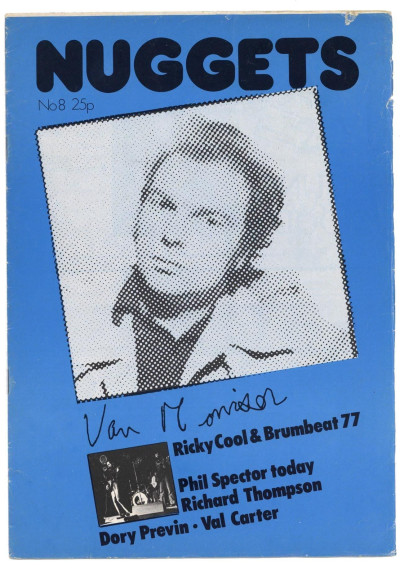 NUGGETS
No8 25p
Van Morrison
Ricky Cool & Brumbeat 77
Phil Spector today
Richard Thompson
Dory Previn · Val Carter